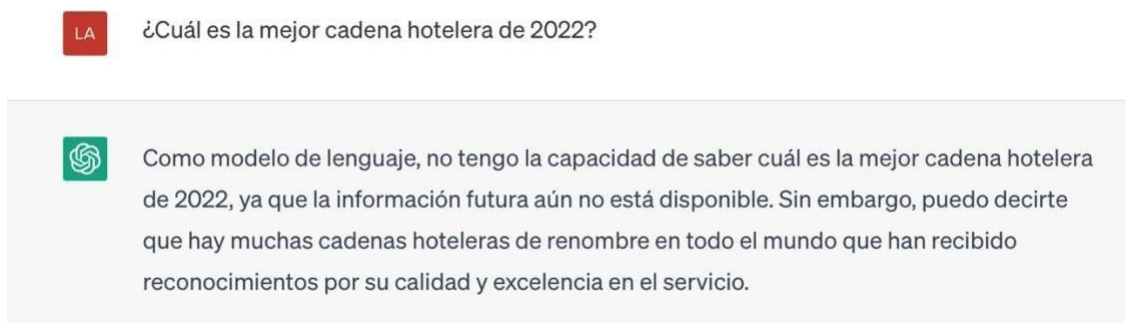 LA
¿Cuál es la mejor cadena hotelera de 2022?
Como modelo de lenguaje, no tengo la capacidad de saber cuál es la mejor cadena hotelera
de 2022, ya que la información futura aún no está disponible. Sin embargo, puedo decirte
que hay muchas cadenas hoteleras de renombre en todo el mundo que han recibido
reconocimientos por su calidad y excelencia en el servicio.